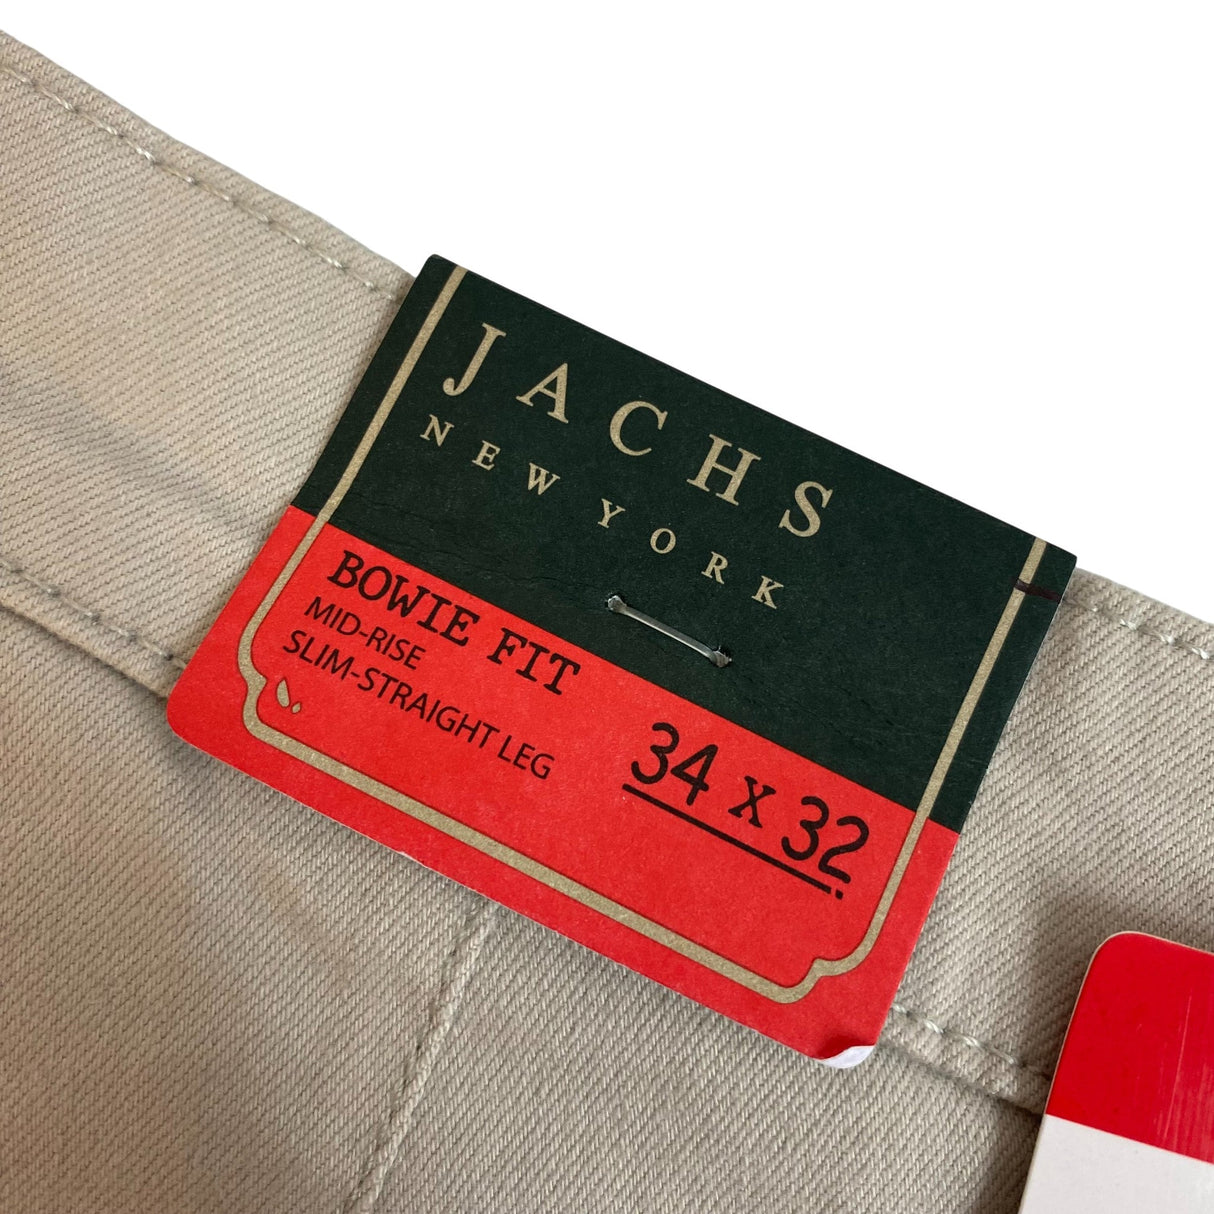 JACHS
NEW YORK
BOWIE FIT
MID-RISE
SLIM-STRAIGHT LEG
34 X 32